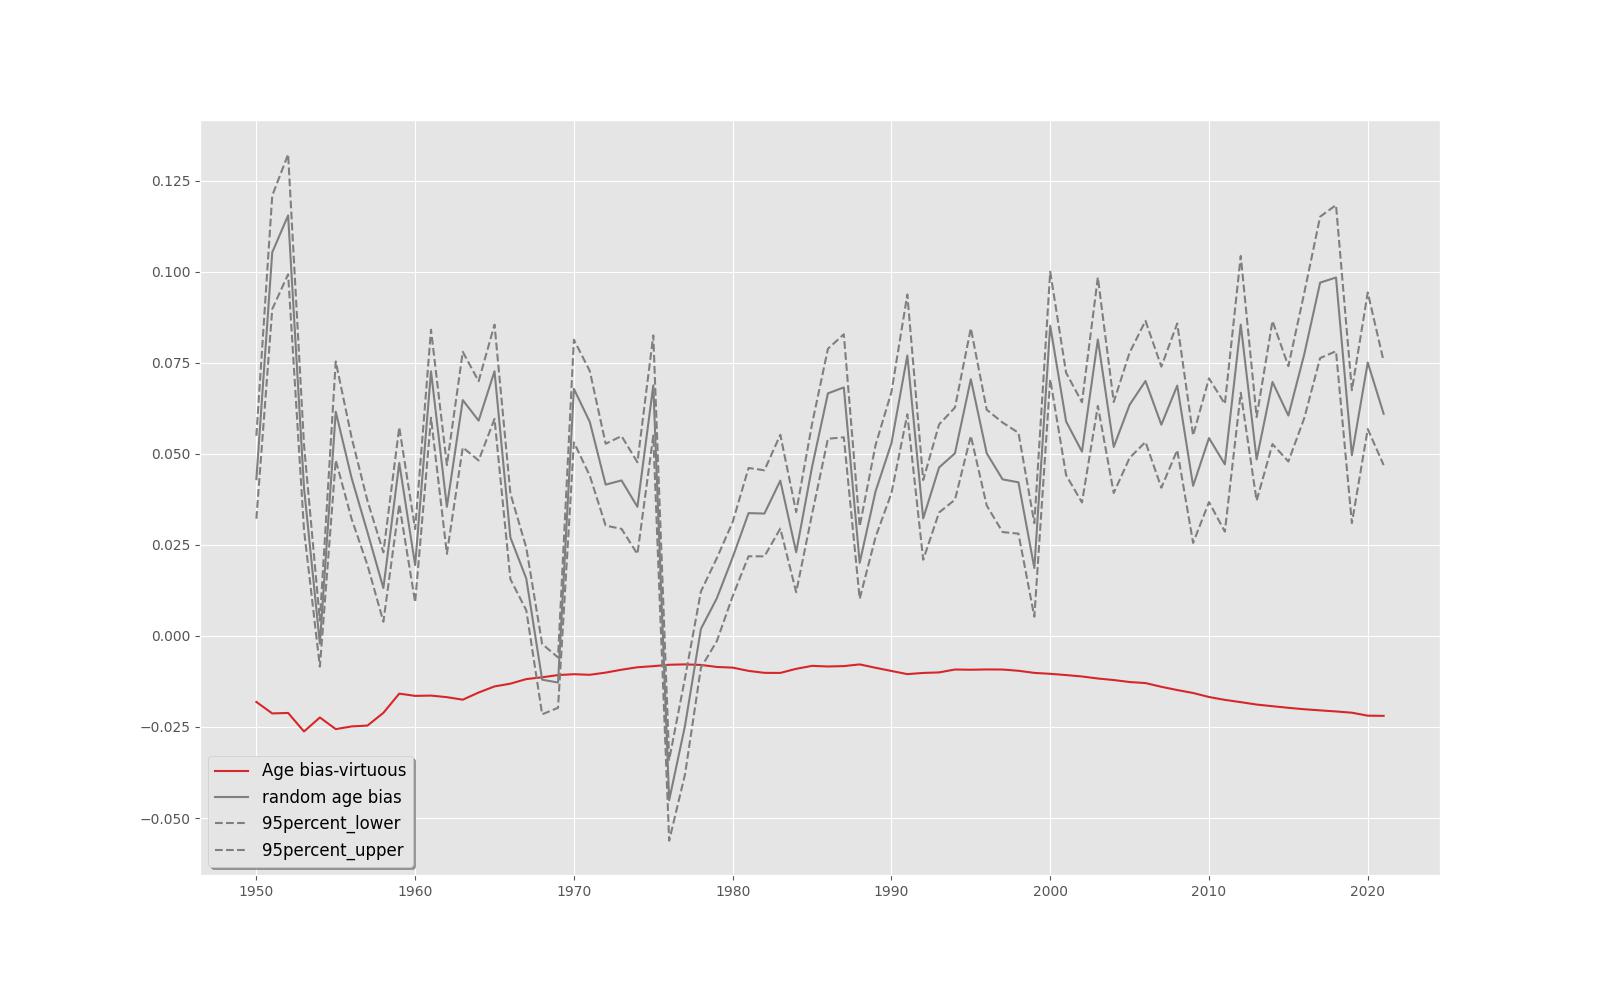 0.125
0.100
0.075
0.050
0.025
0.000
−0.025
−0.050
Age bias-virtuous
random age bias
95percent_lower
95percent_upper
1950 1960 1970 1980 1990 2000 2010 2020